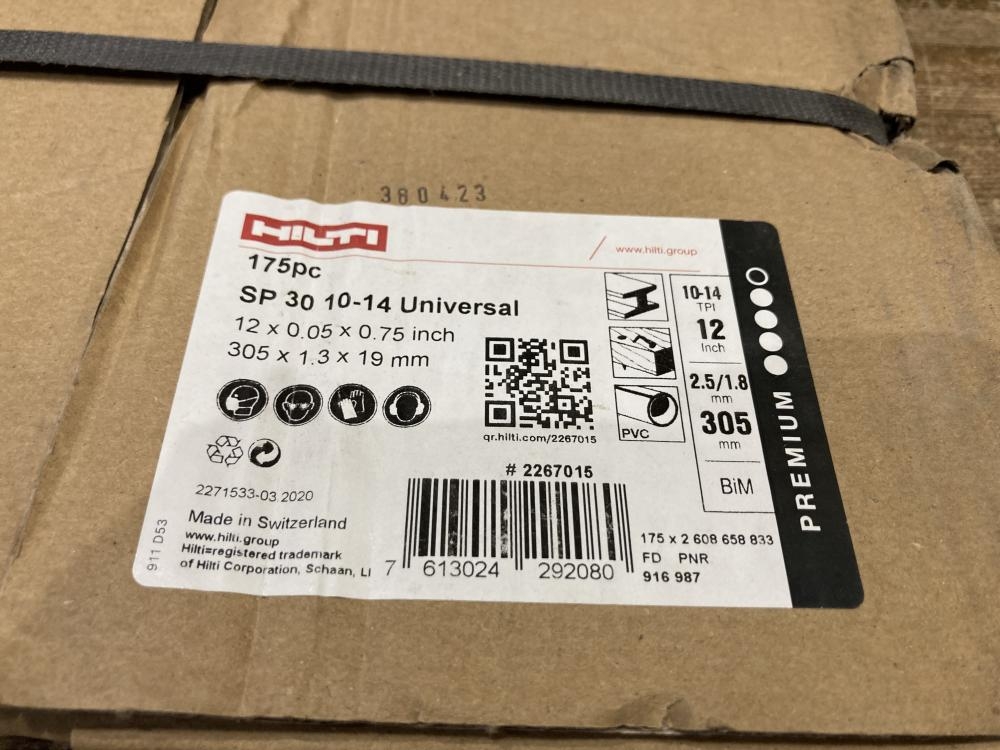 380423
HILTI
www.hilti.group
175pc
SP 30 10-14 Universal
12 x 0.05 x 0.75 inch
305 x 1.3 x 19 mm
PVC
10-14
TPI
12
Inch
2.5/1.8
mm
305
mm
BiM
PREMIUM
qr.hilti.com/2267015
# 2267015
2271533-03.2020
Made in Switzerland
www.hilti.group
Hilti=registered trademark
of Hilti Corporation, Schaan, LI
911 D53
7 613024 292080
175 x 2 608 658 833
FD PNR
916 987